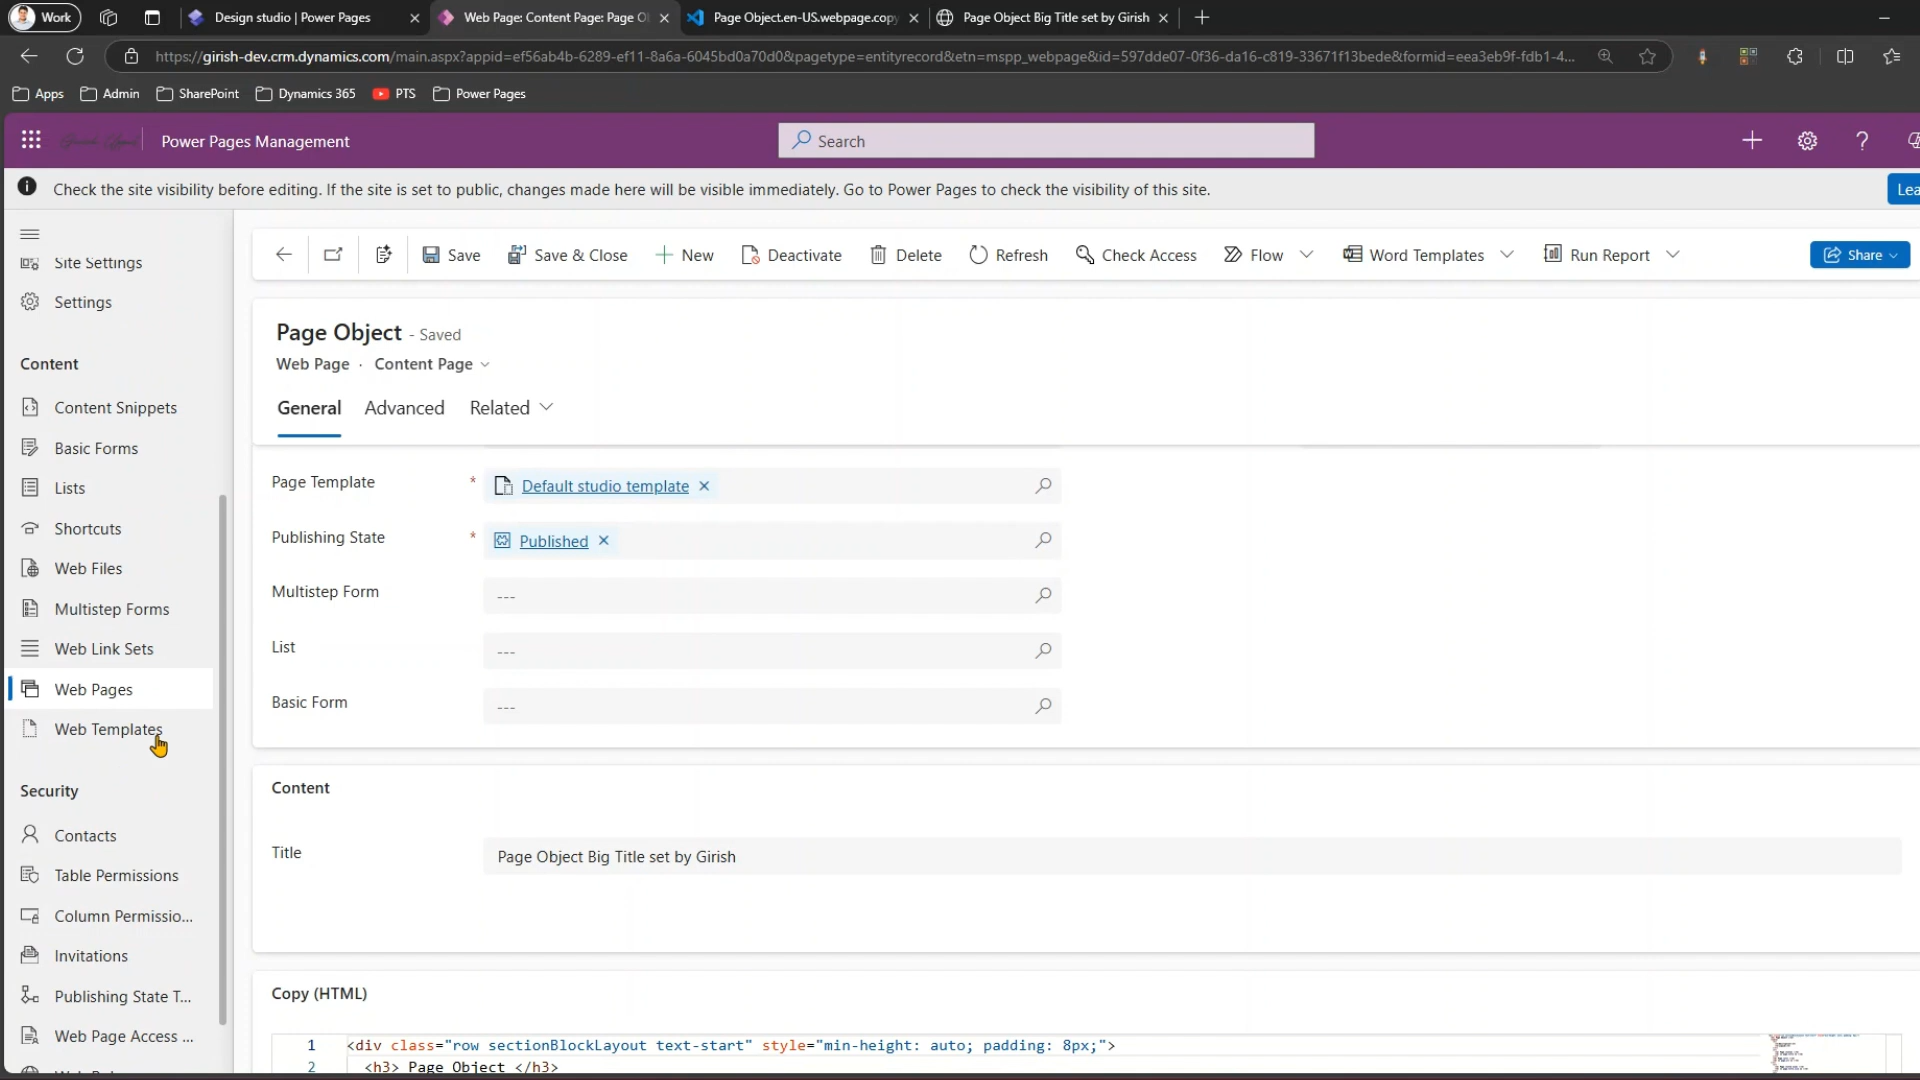 Work
Design studio | Power Pages
Web Page: Content Page: Page O
Page Object.en-US.webpage.copy
Page Object Big Title set by Girish
https://girish-dev.crm.dynamics.com/main.aspx?appid=ef56ab4b-6289-ef11-8a6a-6045bd0a70d0&pagetype=entityrecord&etn=mspp_webpage&id=597dde07-0f36-da16-c819-33671f13bede&formid=eea3eb9f-fdb1-4...
Apps
Admin
SharePoint
Dynamics 365
PTS
Power Pages
Power Pages Management
Search
Check the site visibility before editing. If the site is set to public, changes made here will be visible immediately. Go to Power Pages to check the visibility of this site.
Lea
Site Settings
Settings
Content
Content Snippets
Basic Forms
Lists
Shortcuts
Web Files
Multistep Forms
Web Link Sets
Web Pages
Web Templates
Security
Contacts
Table Permissions
Column Permissio...
Invitations
Publishing State T...
Web Page Access ...
Save
Save & Close
New
Deactivate
Delete
Refresh
Check Access
Flow
Word Templates
Run Report
Share
Page Object - Saved
Web Page · Content Page
General
Advanced
Related
Page Template * Default studio template
Publishing State * Published
Multistep Form ---
List ---
Basic Form ---
Content
Title Page Object Big Title set by Girish
Copy (HTML)
1 <div class="row sectionBlockLayout text-start" style="min-height: auto; padding: 8px;">
2 <h3> Page Object </h3>